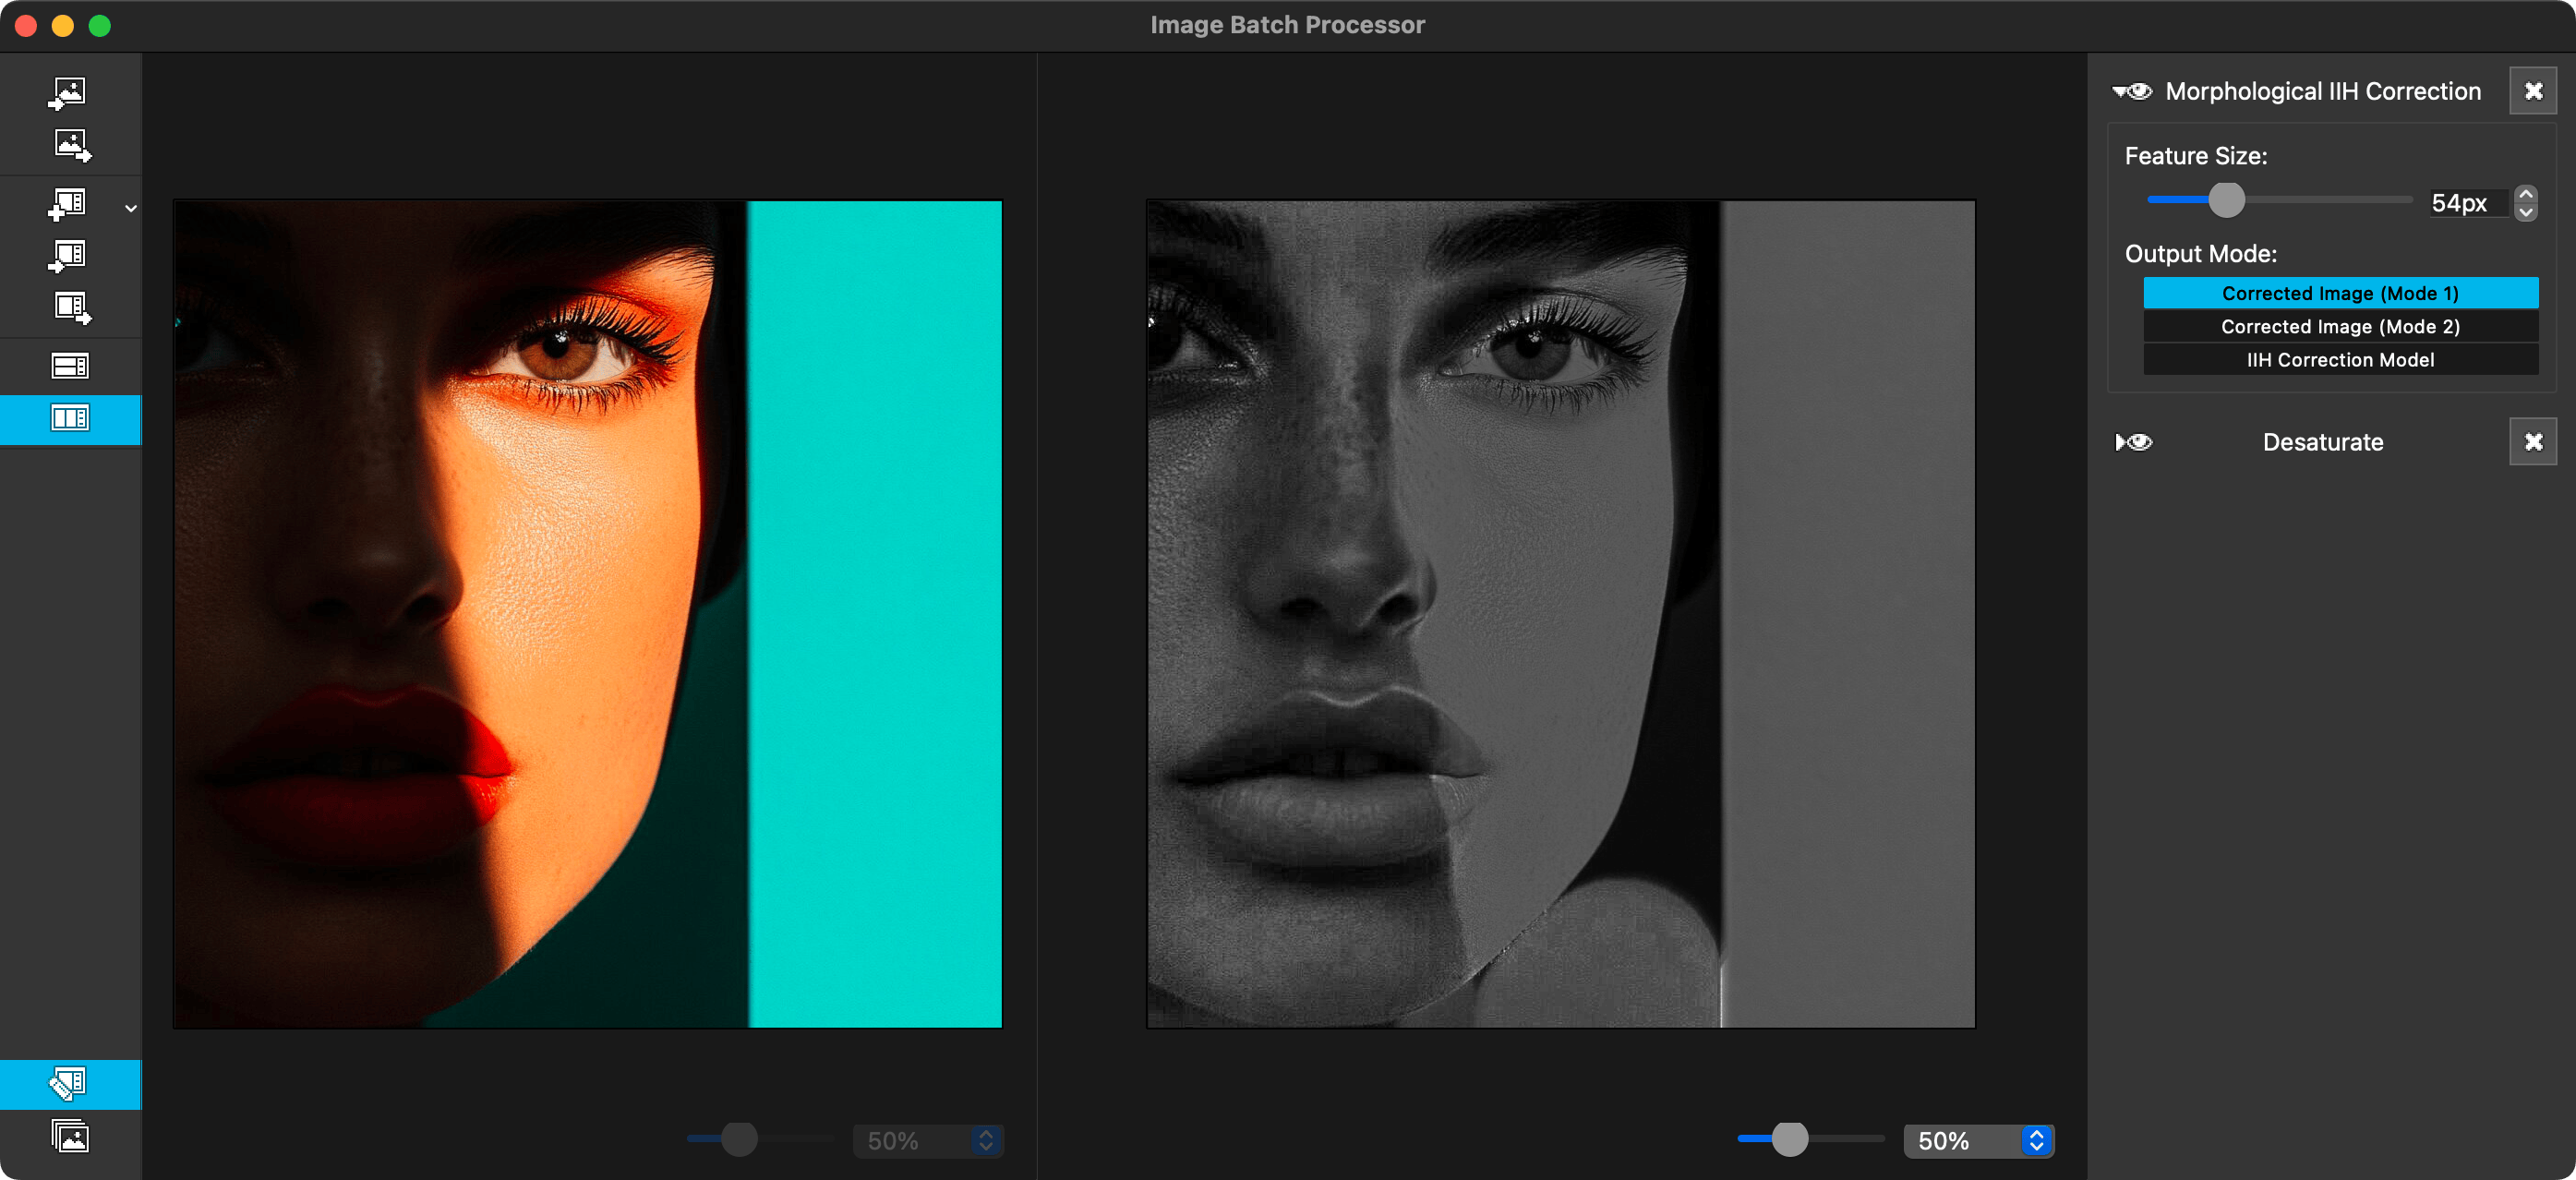 Image Batch Processor
Morphological IIH Correction
Feature Size:
54px
Output Mode:
Corrected Image (Mode 1)
Corrected Image (Mode 2)
IIH Correction Model
Desaturate
50%
50%